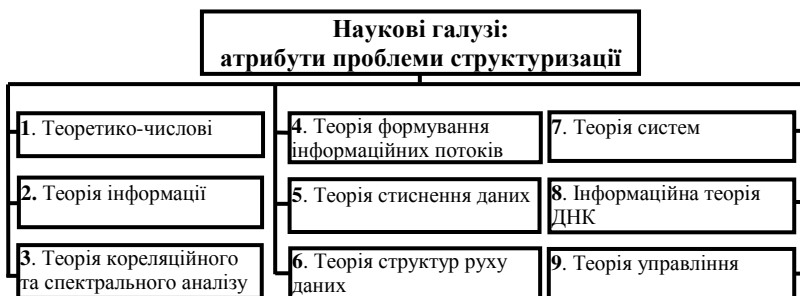 Наукові галузі:
атрибути проблеми структуризації
1. Теоретико-числові
2. Теорія інформації
3. Теорія кореляційного
та спектрального аналізу
4. Теорія формування
інформаційних потоків
5. Теорія стиснення даних
6. Теорія структур руху
даних
7. Теорія систем
8. Інформаційна теорія
ДНК
9. Теорія управління